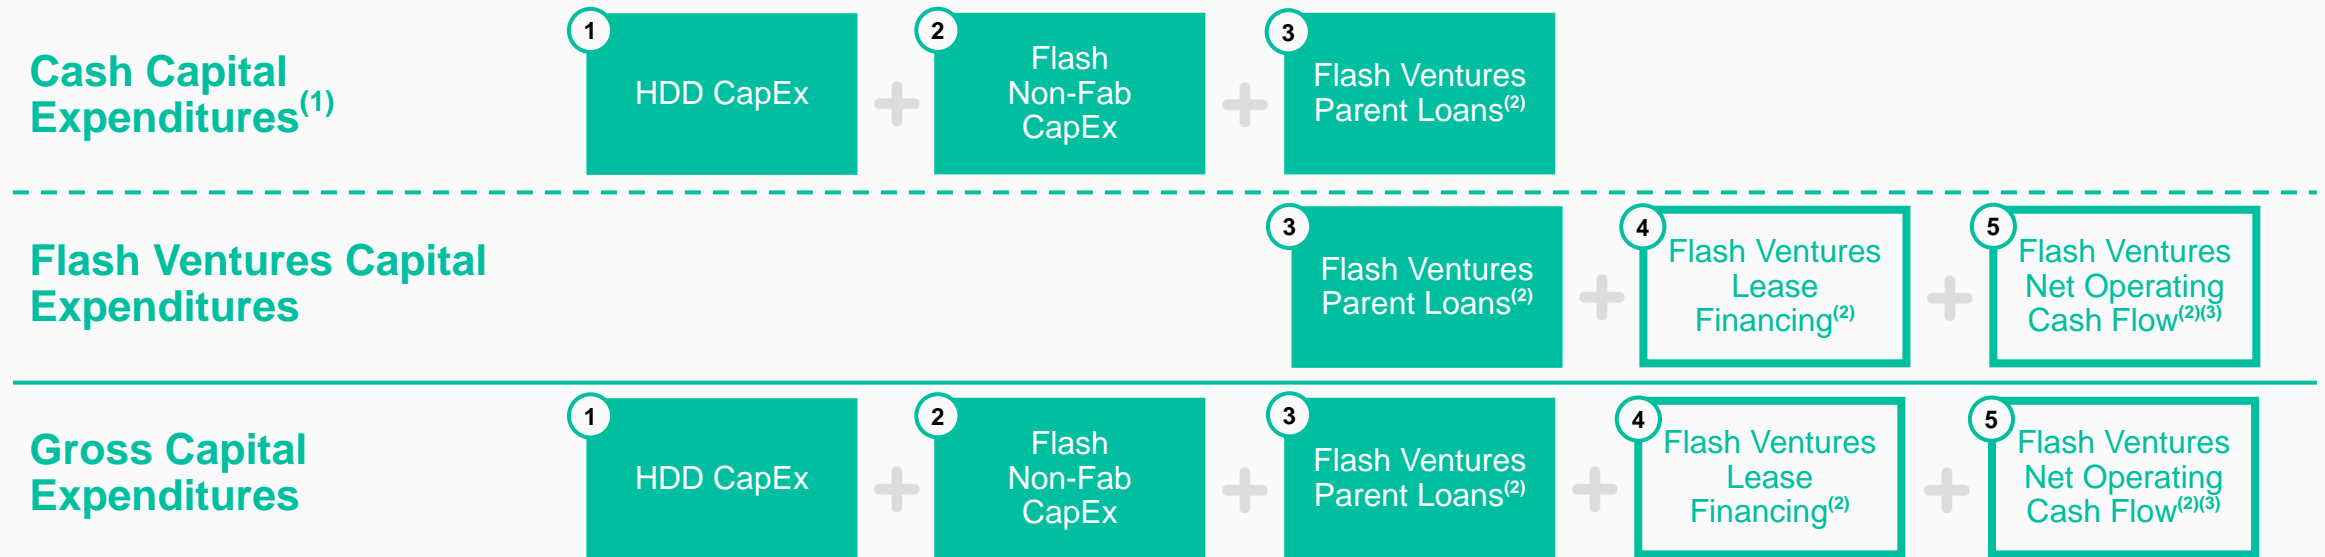 Cash Capital
Expenditures(1)
1
HDD CapEx
2
Flash
Non-Fab
CapEx
3
Flash Ventures
Parent Loans(2)
Flash Ventures Capital
Expenditures
3
Flash Ventures
Parent Loans(2)
4
Flash Ventures
Lease
Financing(2)
5
Flash Ventures
Net Operating
Cash Flow(2)(3)
Gross Capital
Expenditures
1
HDD CapEx
2
Flash
Non-Fab
CapEx
3
Flash Ventures
Parent Loans(2)
4
Flash Ventures
Lease
Financing(2)
5
Flash Ventures
Net Operating
Cash Flow(2)(3)